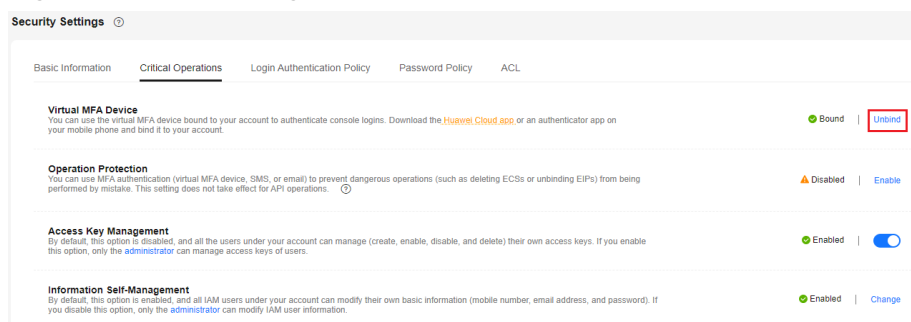 Security Settings ?
Basic Information Critical Operations Login Authentication Policy Password Policy ACL
Virtual MFA Device
You can use the virtual MFA device bound to your account to authenticate console logins. Download the Huawei Cloud app or an authenticator app on
your mobile phone and bind it to your account.
Bound | Unbind
Operation Protection
You can use MFA authentication (virtual MFA device, SMS, or email) to prevent dangerous operations (such as deleting ECSs or unbinding EIPs) from being
performed by mistake. This setting does not take effect for API operations. ?
Disabled | Enable
Access Key Management
By default, this option is disabled, and all the users under your account can manage (create, enable, disable, and delete) their own access keys. If you enable
this option, only the administrator can manage access keys of users.
Enabled |
Information Self-Management
By default, this option is enabled, and all IAM users under your account can modify their own basic information (mobile number, email address, and password). If
you disable this option, only the administrator can modify IAM user information.
Enabled | Change